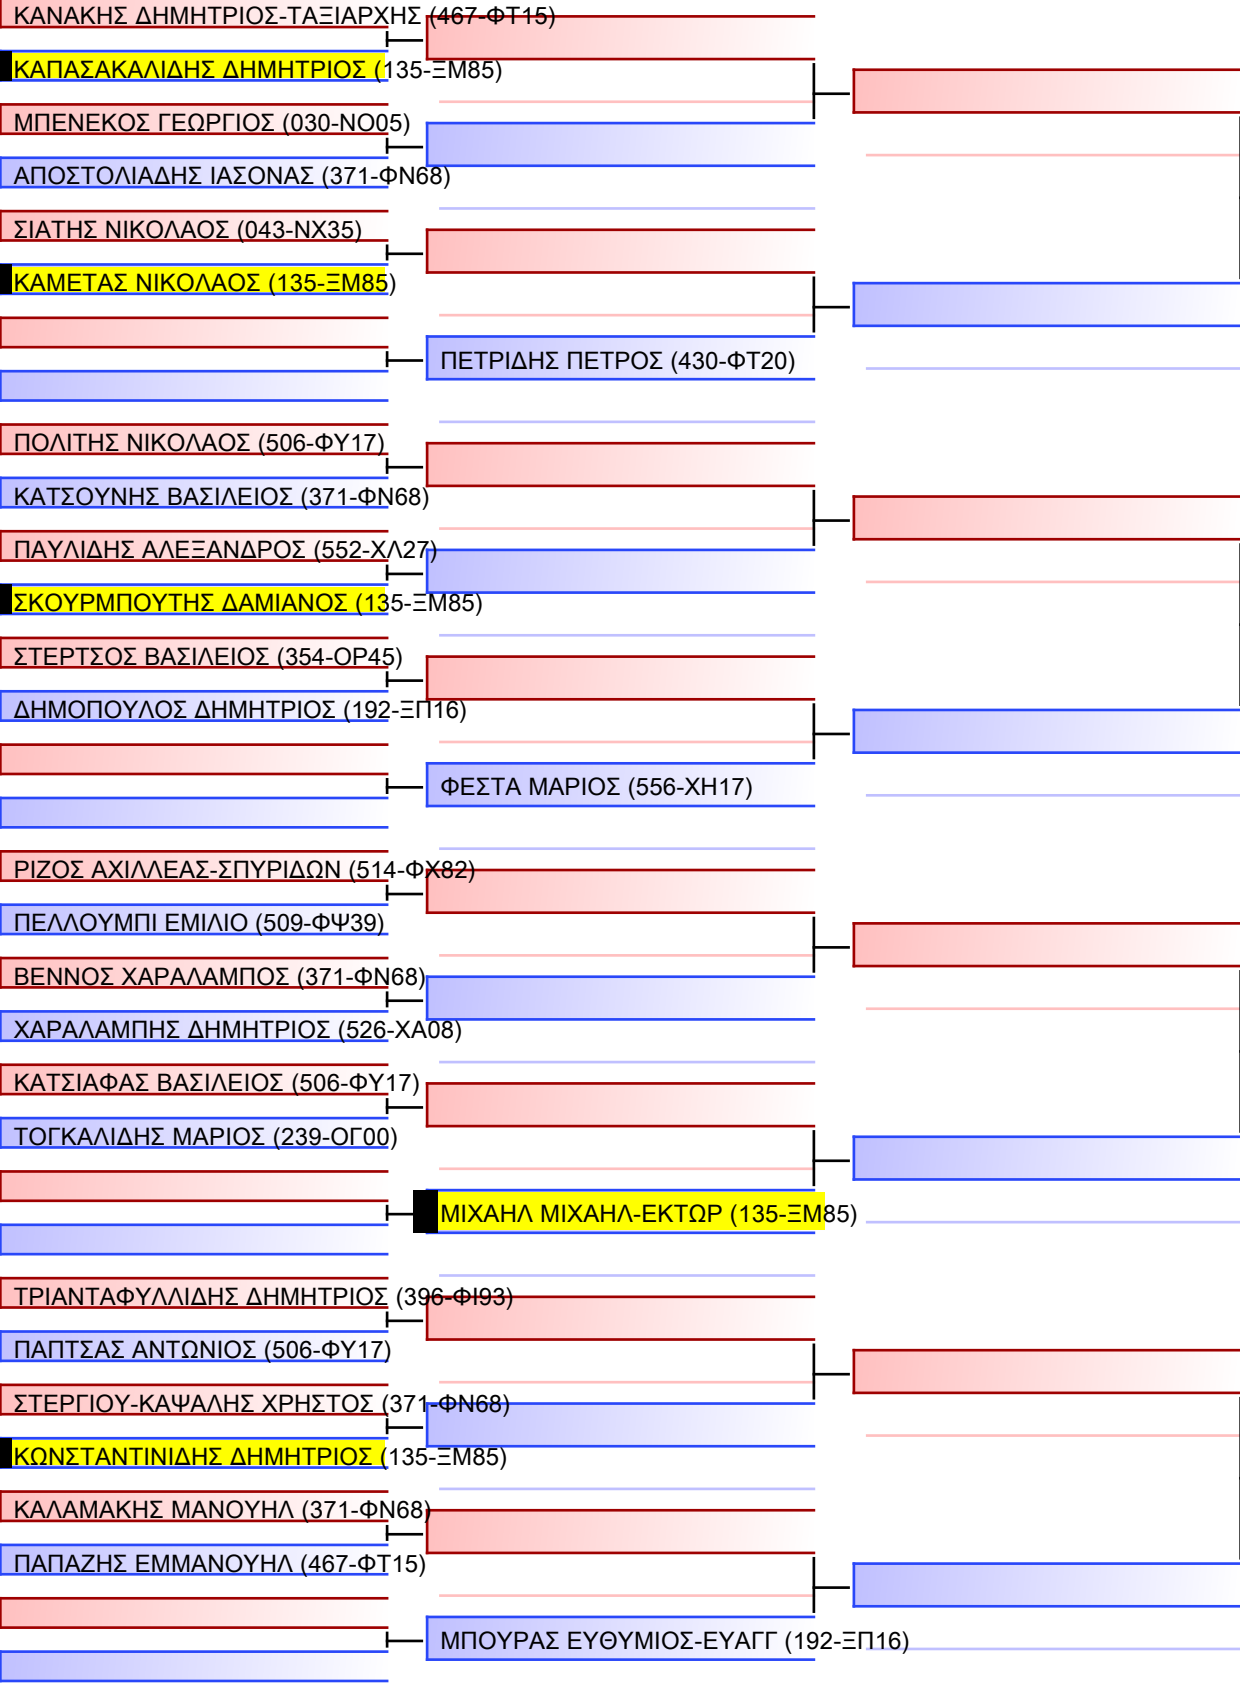 ΚΑΝΑΚΗΣ ΔΗΜΗΤΡΙΟΣ-ΤΑΞΙΑΡΧΗΣ (467-ΦΤ15)
ΚΑΠΑΣΑΚΑΛΙΔΗΣ ΔΗΜΗΤΡΙΟΣ (135-ΞΜ85)
ΜΠΕΝΕΚΟΣ ΓΕΩΡΓΙΟΣ (030-ΝΟ05)
ΑΠΟΣΤΟΛΙΑΔΗΣ ΙΑΣΟΝΑΣ (371-ΦΝ68)
ΣΙΑΤΗΣ ΝΙΚΟΛΑΟΣ (043-ΝΧ35)
ΚΑΜΕΤΑΣ ΝΙΚΟΛΑΟΣ (135-ΞΜ85)
ΠΕΤΡΙΔΗΣ ΠΕΤΡΟΣ (430-ΦΤ20)
ΠΟΛΙΤΗΣ ΝΙΚΟΛΑΟΣ (506-ΦΥ17)
ΚΑΤΣΟΥΝΗΣ ΒΑΣΙΛΕΙΟΣ (371-ΦΝ68)
ΠΑΥΛΙΔΗΣ ΑΛΕΞΑΝΔΡΟΣ (552-ΧΛ27)
ΣΚΟΥΡΜΠΟΥΤΗΣ ΔΑΜΙΑΝΟΣ (135-ΞΜ85)
ΣΤΕΡΤΣΟΣ ΒΑΣΙΛΕΙΟΣ (354-ΟΡ45)
ΔΗΜΟΠΟΥΛΟΣ ΔΗΜΗΤΡΙΟΣ (192-ΞΠ16)
ΦΕΣΤΑ ΜΑΡΙΟΣ (556-ΧΗ17)
ΡΙΖΟΣ ΑΧΙΛΛΕΑΣ-ΣΠΥΡΙΔΩΝ (514-ΦΧ82)
ΠΕΛΛΟΥΜΠΙ ΕΜΙΛΙΟ (509-ΦΨ39)
ΒΕΝΝΟΣ ΧΑΡΑΛΑΜΠΟΣ (371-ΦΝ68)
ΧΑΡΑΛΑΜΠΗΣ ΔΗΜΗΤΡΙΟΣ (526-ΧΑ08)
ΚΑΤΣΙΑΦΑΣ ΒΑΣΙΛΕΙΟΣ (506-ΦΥ17)
ΤΟΓΚΑΛΙΔΗΣ ΜΑΡΙΟΣ (239-ΟΓ00)
ΜΙΧΑΗΛ ΜΙΧΑΗΛ-ΕΚΤΩΡ (135-ΞΜ85)
ΤΡΙΑΝΤΑΦΥΛΛΙΔΗΣ ΔΗΜΗΤΡΙΟΣ (396-ΦΙ93)
ΠΑΠΤΣΑΣ ΑΝΤΩΝΙΟΣ (506-ΦΥ17)
ΣΤΕΡΓΙΟΥ-ΚΑΨΑΛΗΣ ΧΡΗΣΤΟΣ (371-ΦΝ68)
ΚΩΝΣΤΑΝΤΙΝΙΔΗΣ ΔΗΜΗΤΡΙΟΣ (135-ΞΜ85)
ΚΑΛΑΜΑΚΗΣ ΜΑΝΟΥΗΛ (371-ΦΝ68)
ΠΑΠΑΖΗΣ ΕΜΜΑΝΟΥΗΛ (467-ΦΤ15)
ΜΠΟΥΡΑΣ ΕΥΘΥΜΙΟΣ-ΕΥΑΓΓ (192-ΞΠ16)